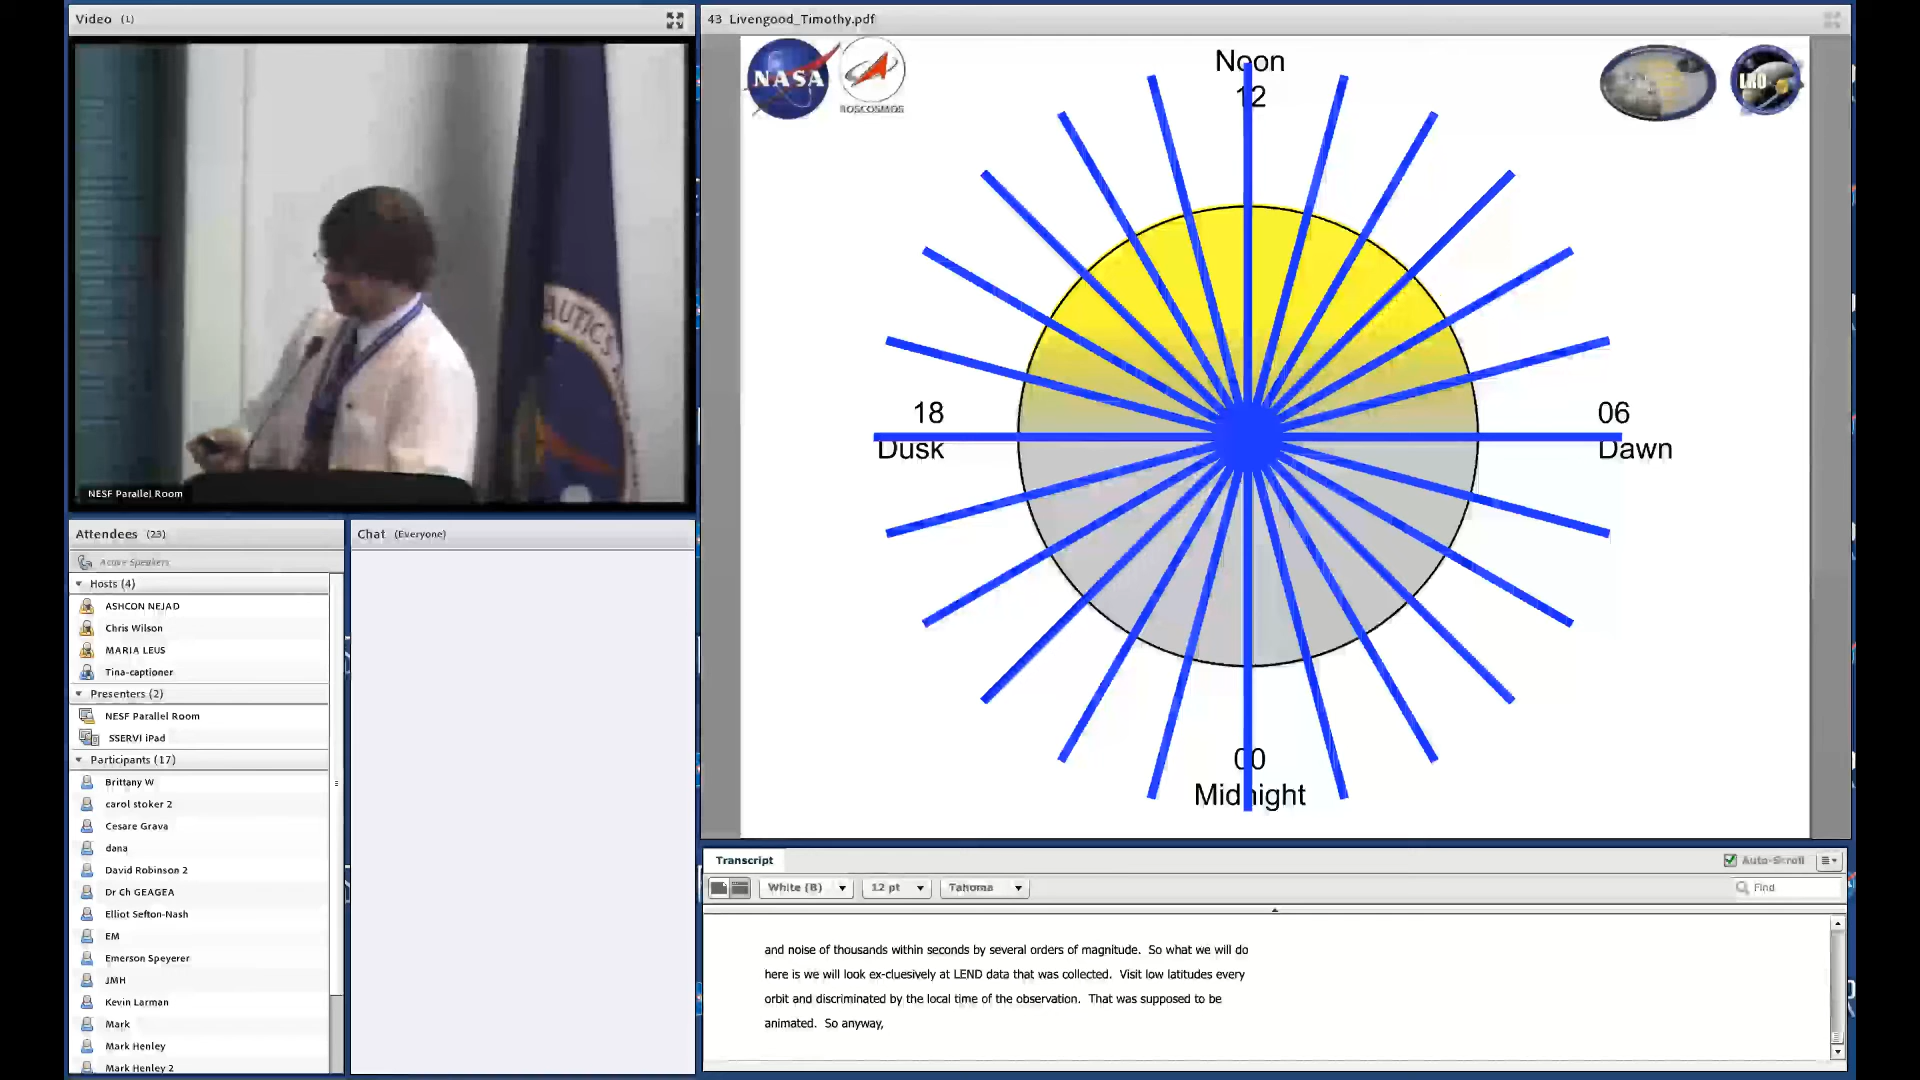 Video (1)
AUTICS
NESF Parallel Room
Attendees (23)
Active Speakers
Hosts (4)
ASHCON NEJAD
Chris Wilson
MARIA LEUS
Tina-captioner
Presenters (2)
NESF Parallel Room
SSERVI iPad
Participants (17)
Brittany W
carol stoker 2
Cesare Grava
dana
David Robinson 2
Dr Ch GEAGEA
Elliot Sefton-Nash
EM
Emerson Speyerer
JMH
Kevin Larman
Mark
Mark Henley
Mark Henley 2
Chat (Everyone)
43 Livengood_Timothy.pdf
NASA
ROSCOSMOS
LRO
Noon
12
18
Dusk
06
Dawn
00
Midnight
Transcript
Auto-Scroll
White (B)
12 pt
Tahoma
Find
and noise of thousands within seconds by several orders of magnitude. So what we will do
here is we will look ex-cluesively at LEND data that was collected. Visit low latitudes every
orbit and discriminated by the local time of the observation. That was supposed to be
animated. So anyway,